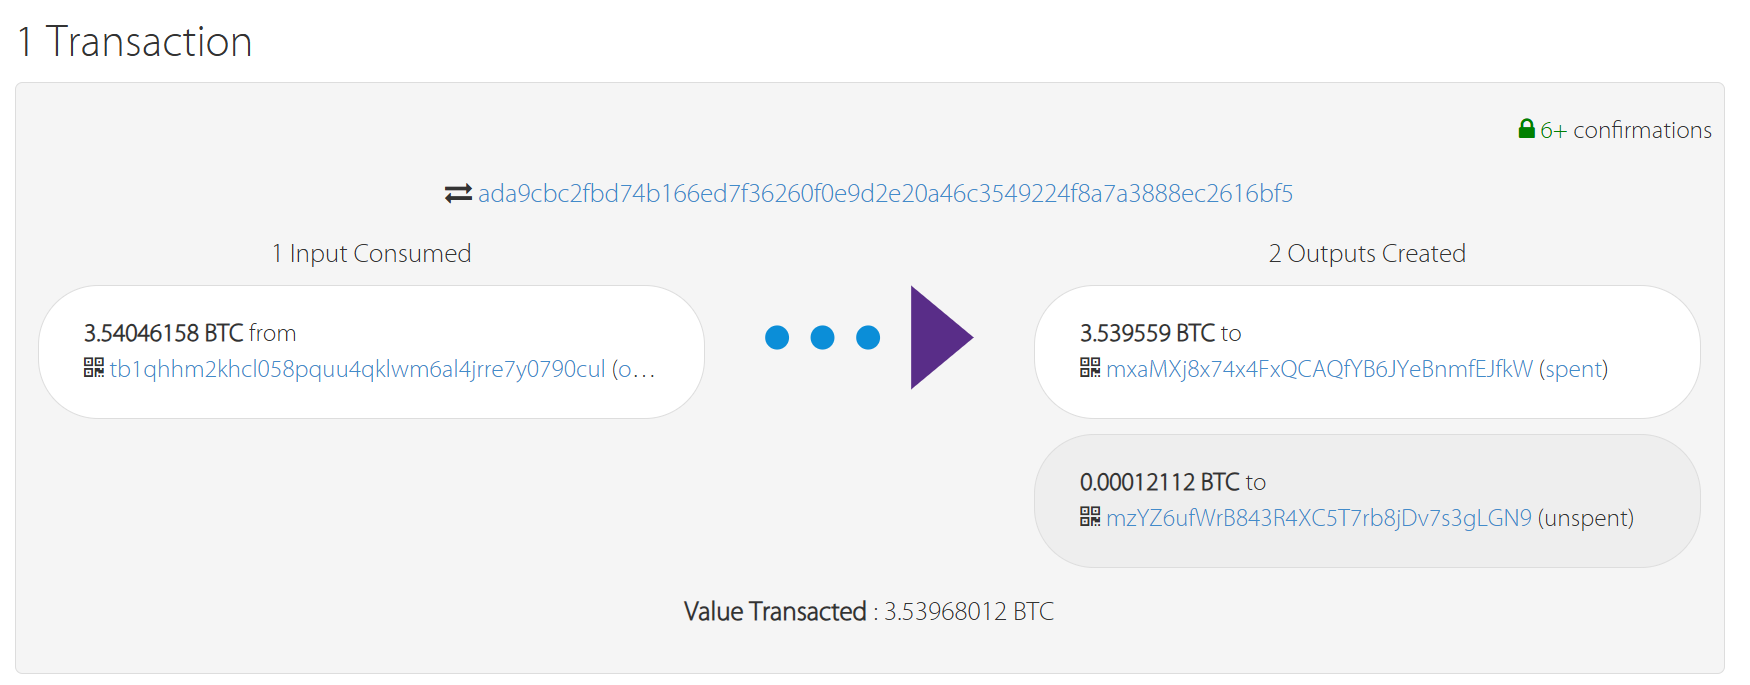 1 Transaction
6+ confirmations
ada9cbc2fbd74b166ed7f36260f0e9d2e20a46c3549224f8a7a3888ec2616bf5
1 Input Consumed
2 Outputs Created
3.54046158 BTC from
tb1qhhm2khcl058pquu4qklwm6al4jrre7y0790cul (o...
3.539559 BTC to
mxaMXj8x74x4FxQCAQfYB6JYeBnmfEJfkW (spent)
0.00012112 BTC to
mzYZ6ufWrB843R4XC5T7rb8jDv7s3gLGN9 (unspent)
Value Transacted : 3.53968012 BTC